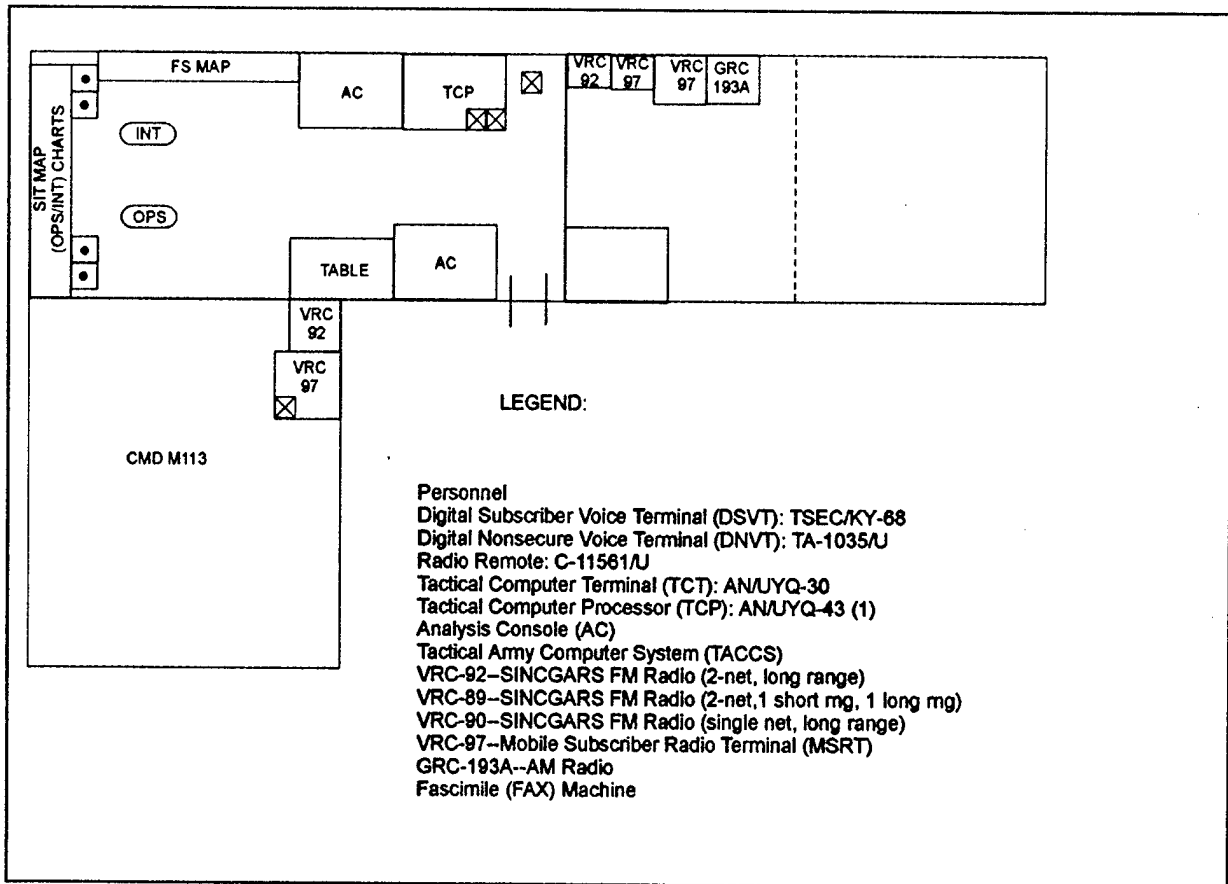 FS MAP
AC
TCP
VRC
92
VRC
97
VRC
97
GRC
193A
SIT MAP
(OPS/INT) CHARTS
INT
OPS
TABLE
AC
VRC
92
VRC
97
CMD M113
LEGEND:
Personnel
Digital Subscriber Voice Terminal (DSVT): TSEC/KY-68
Digital Nonsecure Voice Terminal (DNVT): TA-1035/U
Radio Remote: C-11561/U
Tactical Computer Terminal (TCT): AN/UYQ-30
Tactical Computer Processor (TCP): AN/UYQ-43 (1)
Analysis Console (AC)
Tactical Army Computer System (TACCS)
VRC-92--SINCGARS FM Radio (2-net, long range)
VRC-89--SINCGARS FM Radio (2-net,1 short rng, 1 long rng)
VRC-90--SINCGARS FM Radio (single net, long range)
VRC-97--Mobile Subscriber Radio Terminal (MSRT)
GRC-193A--AM Radio
Fascimile (FAX) Machine